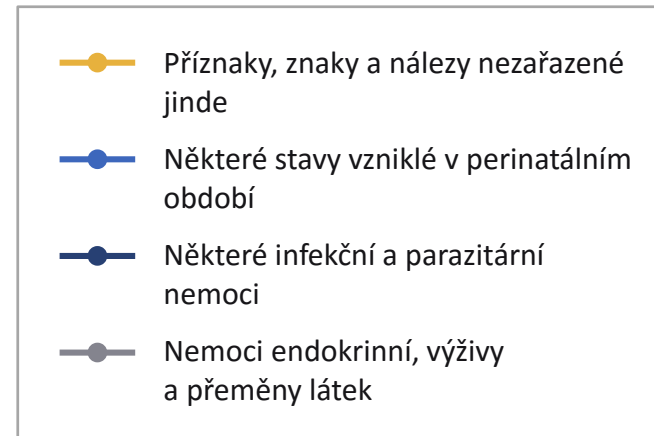 Příznaky, znaky a nálezy nezařazené
jinde
Některé stavy vzniklé v perinatálním
období
Některé infekční a parazitární
nemoci
Nemoci endokrinní, výživy
a přeměny látek